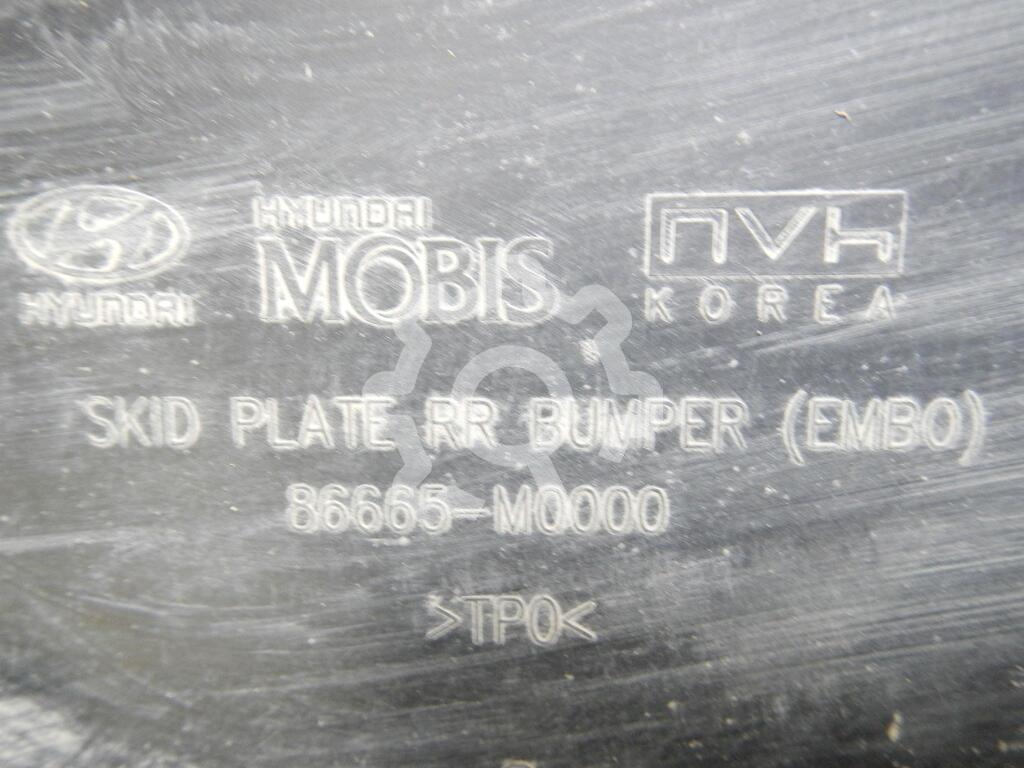 HYUNDAI
HYUNDAI
MOBIS
nvh
KOREA
SKID PLATE RR BUMPER (EMBO)
86665-M0000
>TPO<